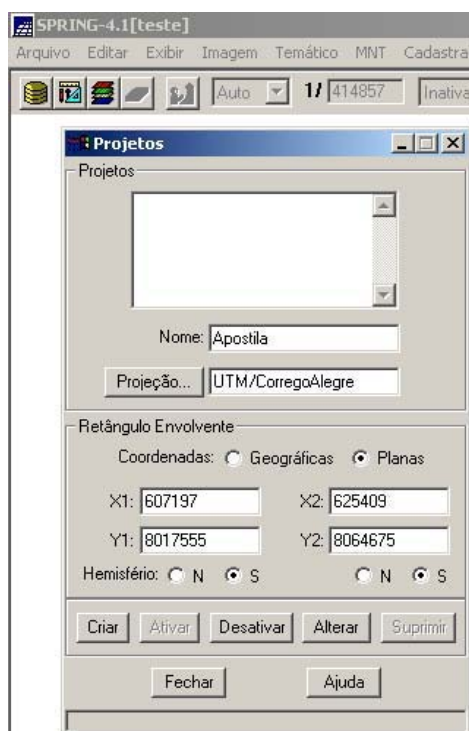 SPRING-4.1[teste]
Arquivo Editar Exibir Imagem Temático MNT Cadastra
Auto 1/ 414857 Inativa
Projetos
Projetos
Nome: Apostila
Projeção... UTM/CorregoAlegre
Retângulo Envolvente
Coordenadas: Geográficas Planas
X1: 607197 X2: 625409
Y1: 8017555 Y2: 8064675
Hemisfério: N S N S
Criar Ativar Desativar Alterar Suprimir
Fechar Ajuda